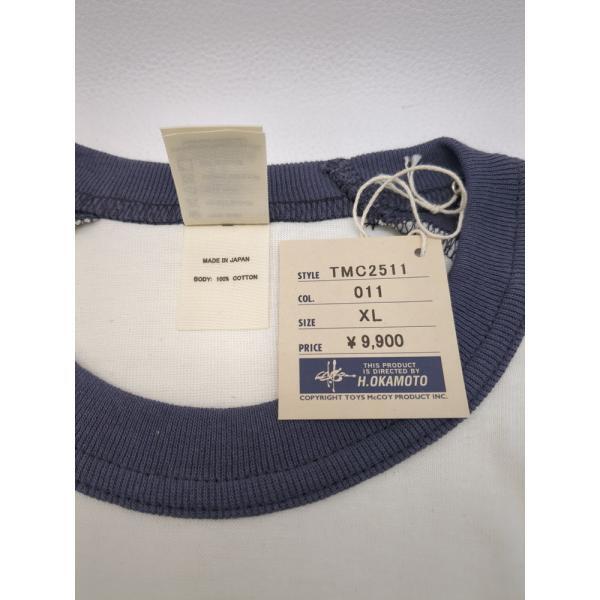 MADE IN JAPAN
BODY: 100% COTTON
STYLE TMC2511
COL. 011
SIZE XL
PRICE ¥9,900
THIS PRODUCT
IS DIRECTED BY
H.OKAMOTO
COPYRIGHT TOYS McCOY PRODUCT INC.